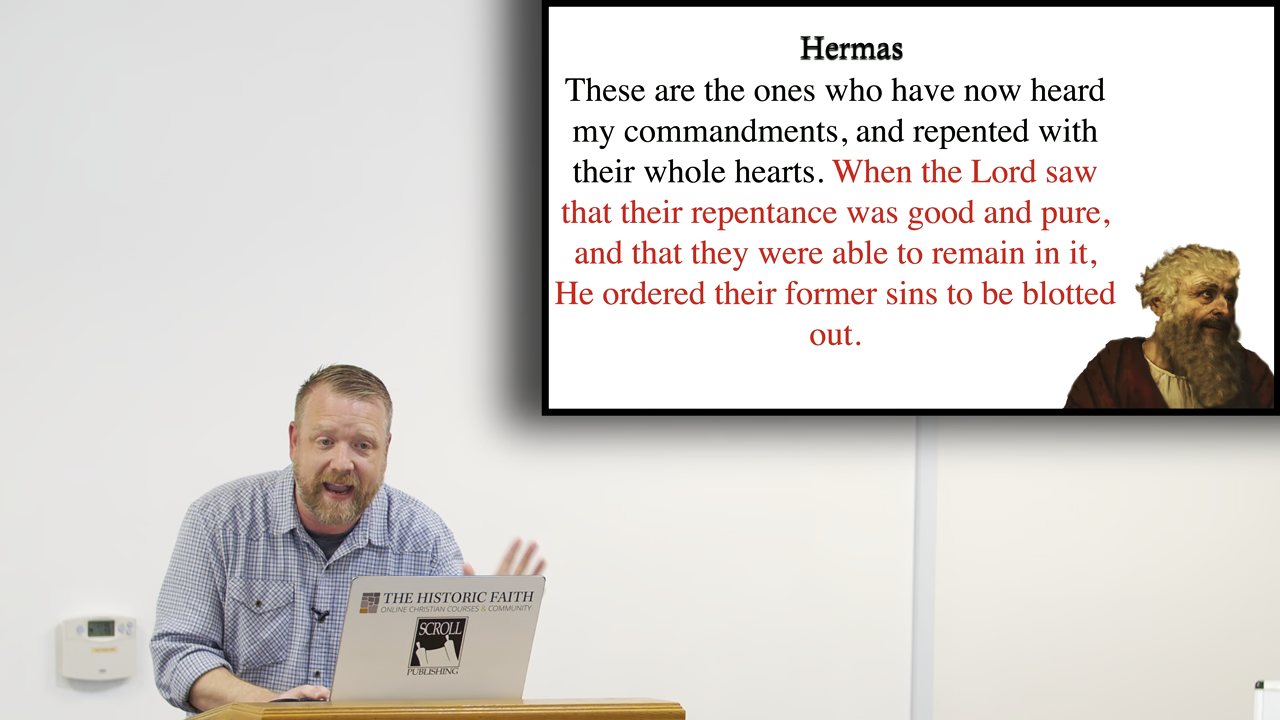 Hermas
These are the ones who have now heard
my commandments, and repented with
their whole hearts. When the Lord saw
that their repentance was good and pure,
and that they were able to remain in it,
He ordered their former sins to be blotted
out.
THE HISTORIC FAITH
ONLINE CHRISTIAN COURSES & COMMUNITY
SCROLL
PUBLISHING